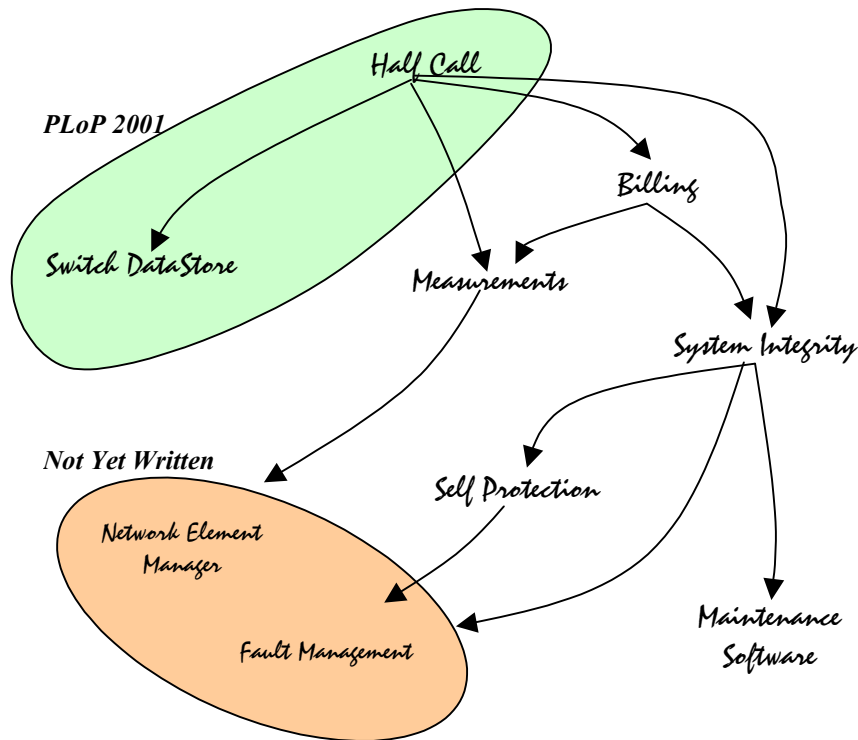 Half Call
PLoP 2001
Billing
Switch DataStore
Measurements
System Integrity
Not Yet Written
Self Protection
Network Element
Manager
Maintenance
Software
Fault Management